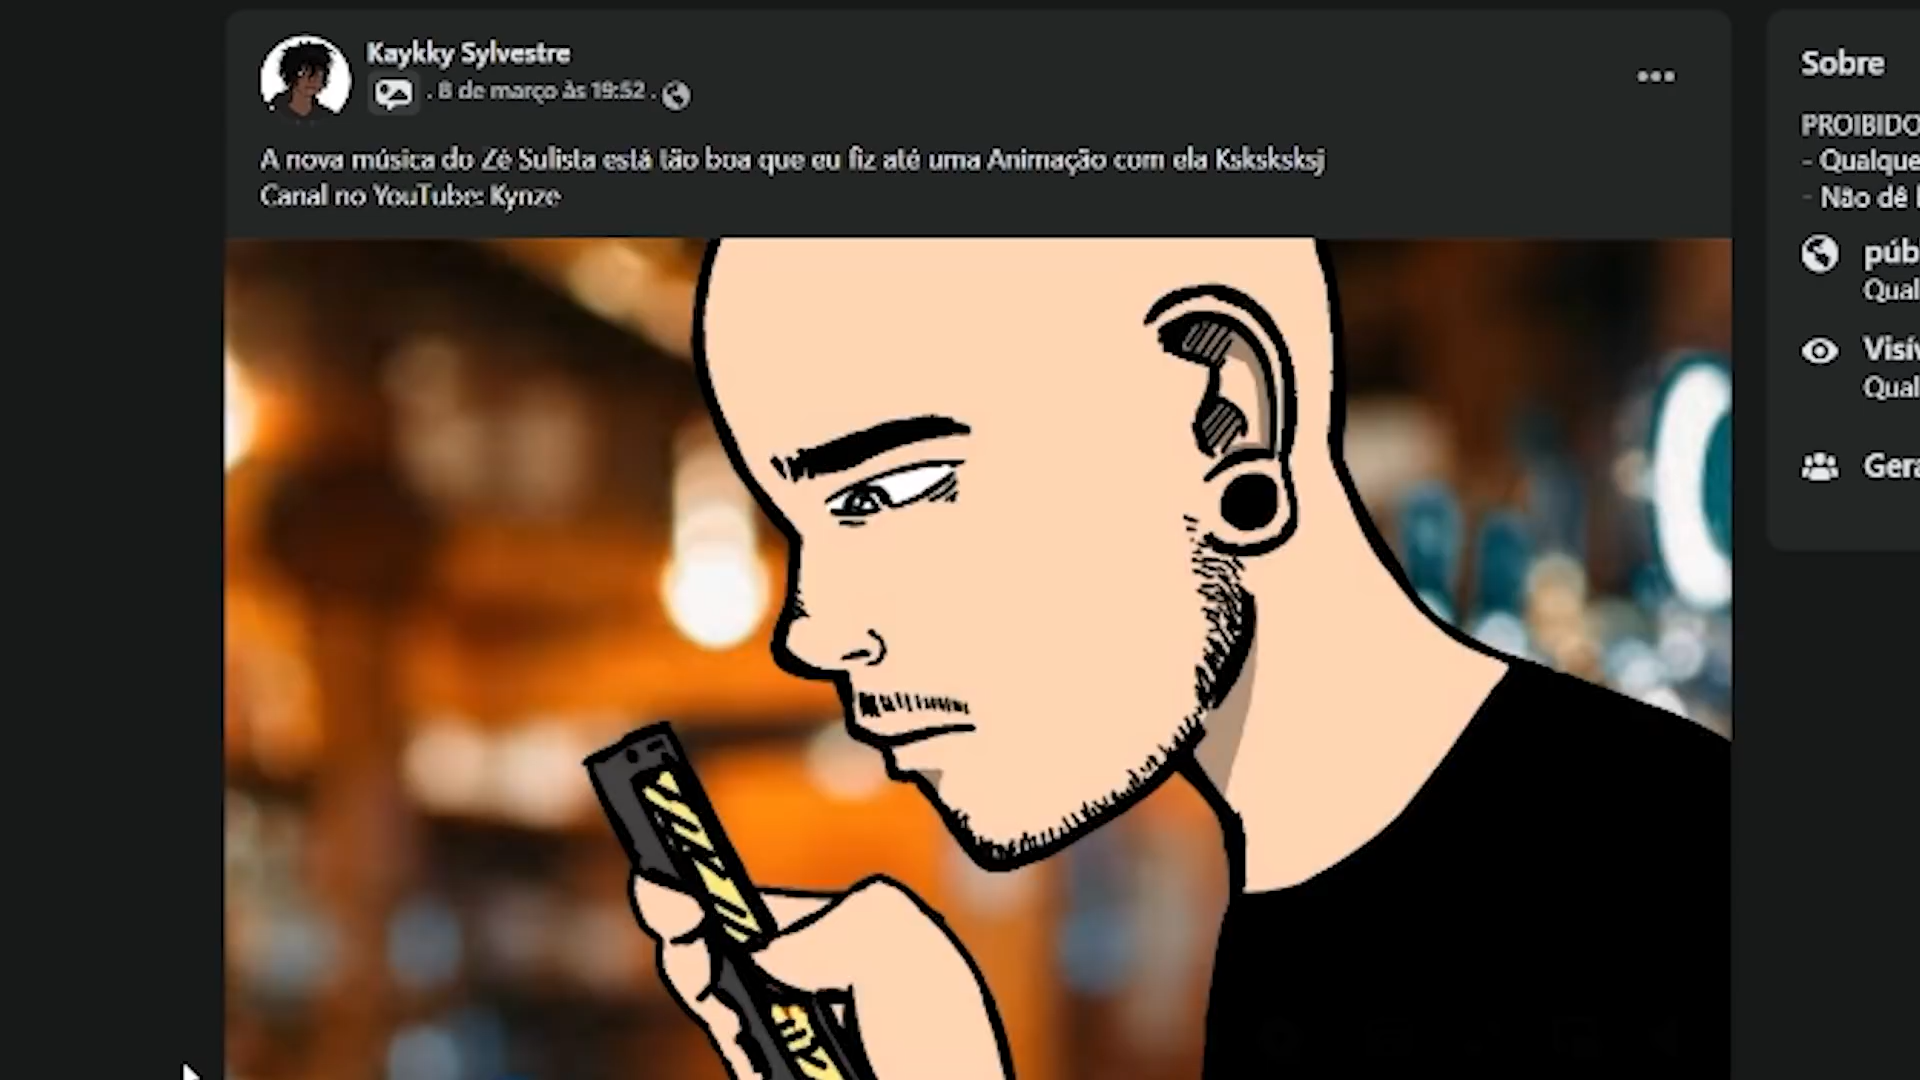 Kaykky Sylvestre
. 8 de março às 19:52 .
A nova música do Zé Sulista está tão boa que eu fiz até uma Animação com ela Ksksksksj
Canal no YouTube: Kynze
Sobre
PROIBIDO
- Qualque
- Não dê
púb
Qual
Visív
Qual
Gera